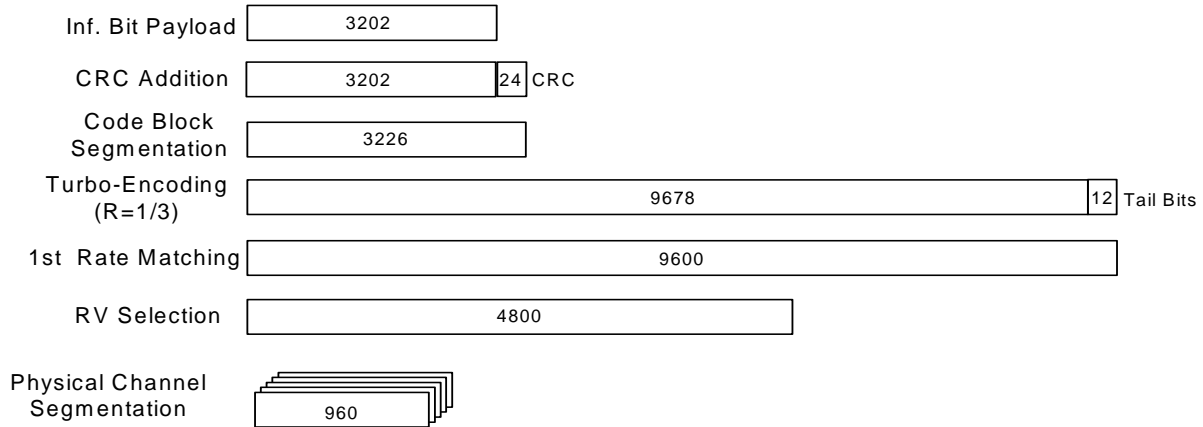 Inf. Bit Payload 3202
CRC Addition 3202 24 CRC
Code Block
Segmentation 3226
Turbo-Encoding
(R=1/3) 9678 12 Tail Bits
1st Rate Matching 9600
RV Selection 4800
Physical Channel
Segmentation 960